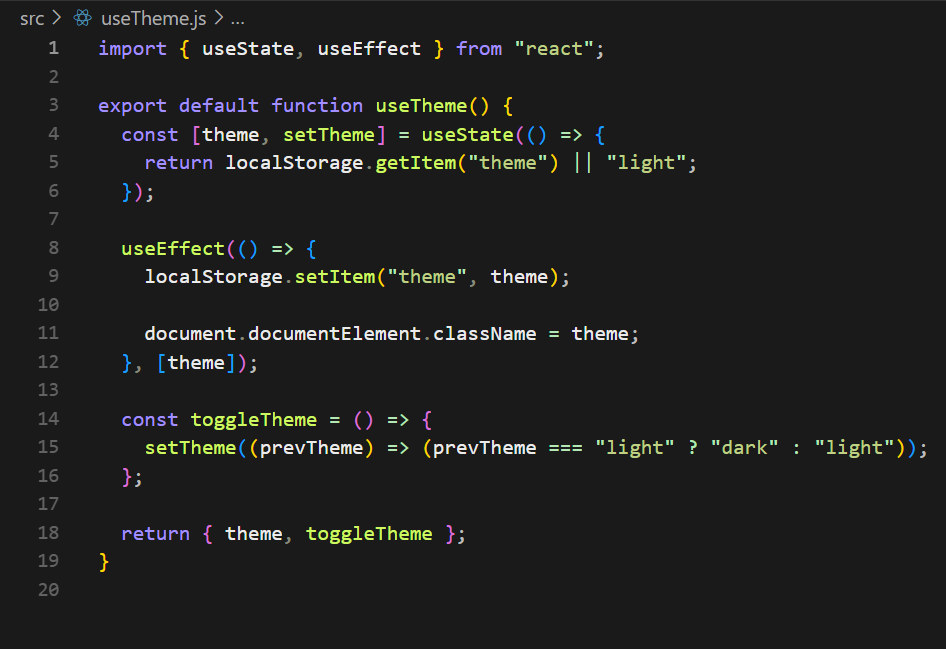 src > useTheme.js > ...
1 import { useState, useEffect } from "react";
2
3 export default function useTheme() {
4   const [theme, setTheme] = useState(() => {
5     return localStorage.getItem("theme") || "light";
6   });
7
8   useEffect(() => {
9     localStorage.setItem("theme", theme);
10
11     document.documentElement.className = theme;
12   }, [theme]);
13
14   const toggleTheme = () => {
15     setTheme((prevTheme) => (prevTheme === "light" ? "dark" : "light"));
16   };
17
18   return { theme, toggleTheme };
19 }
20